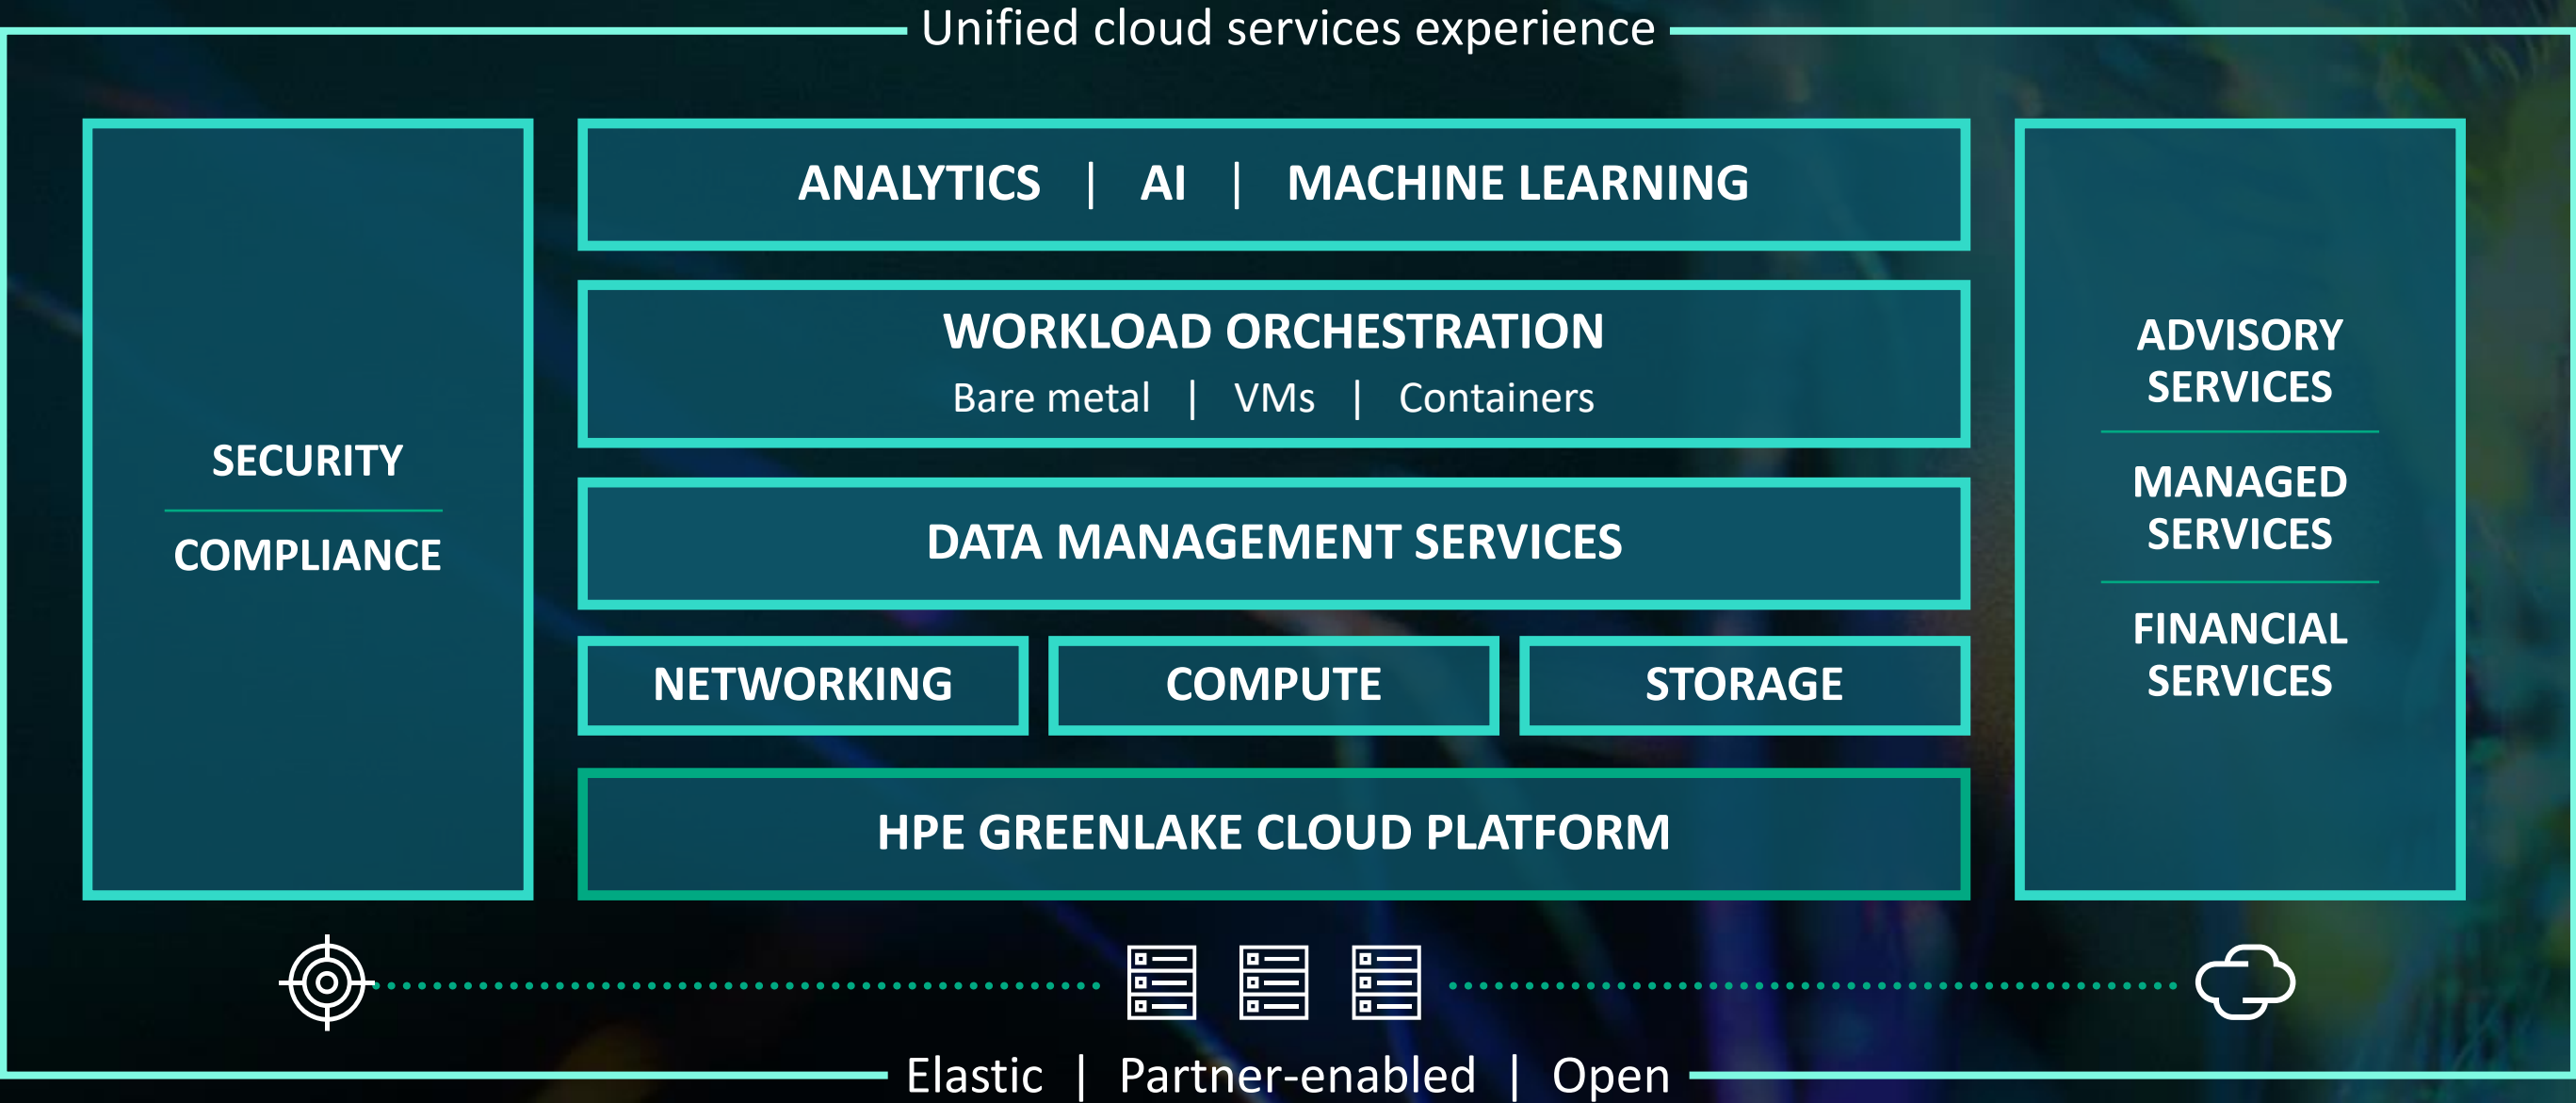 Unified cloud services experience
SECURITY
COMPLIANCE
ANALYTICS | AI | MACHINE LEARNING
WORKLOAD ORCHESTRATION
Bare metal | VMs | Containers
DATA MANAGEMENT SERVICES
NETWORKING
COMPUTE
STORAGE
HPE GREENLAKE CLOUD PLATFORM
ADVISORY
SERVICES
MANAGED
SERVICES
FINANCIAL
SERVICES
Elastic | Partner-enabled | Open